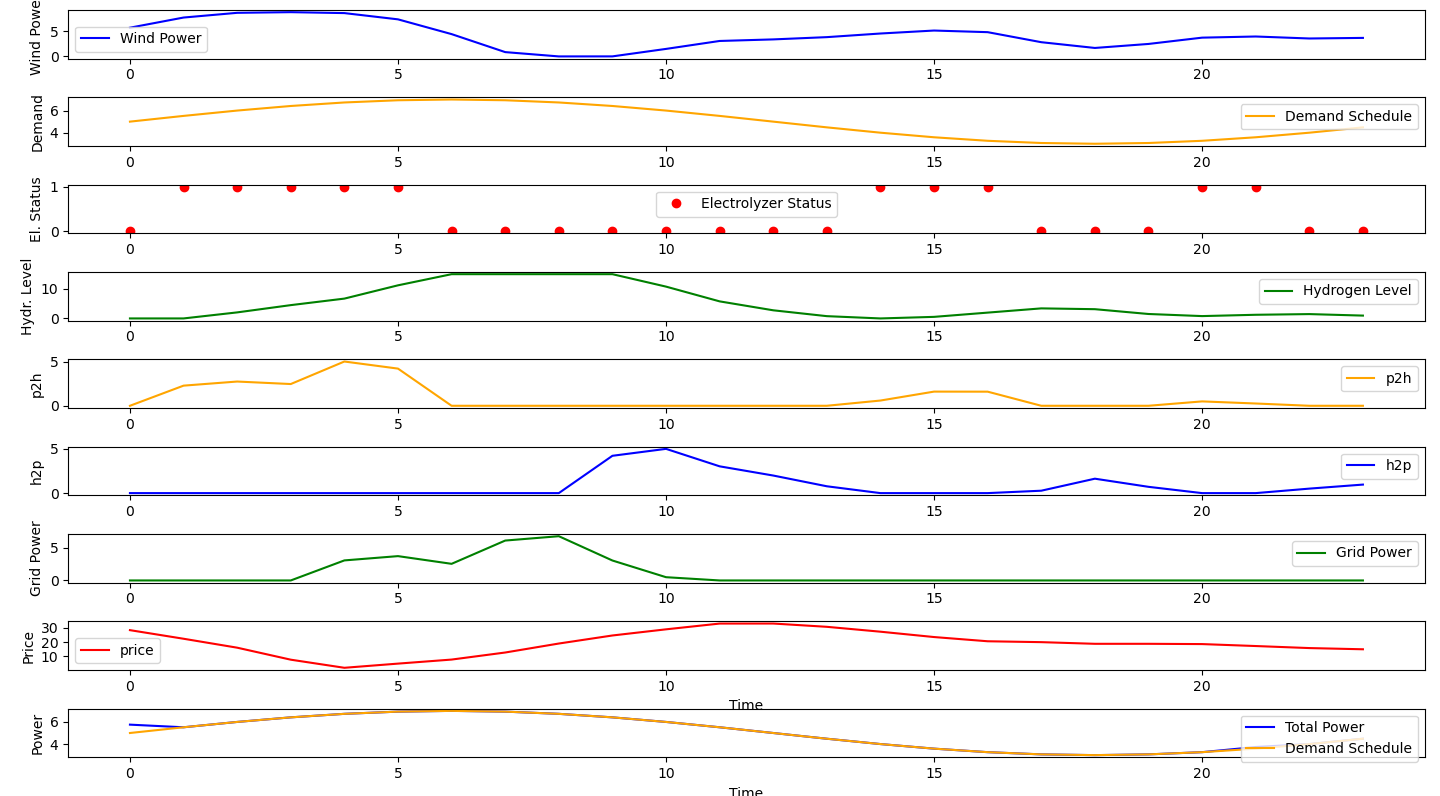 Wind Powe
5
0
Wind Power
0 5 10 15 20
Demand
6
4
Demand Schedule
0 5 10 15 20
El. Status
1
0
Electrolyzer Status
0 5 10 15 20
Hydr. Level
10
0
Hydrogen Level
0 5 10 15 20
p2h
5
0
p2h
0 5 10 15 20
h2p
5
0
h2p
0 5 10 15 20
Grid Power
5
0
Grid Power
0 5 10 15 20
Price
30
20
10
price
0 5 10 15 20
Time
Power
6
4
Total Power
Demand Schedule
0 5 10 15 20
Time